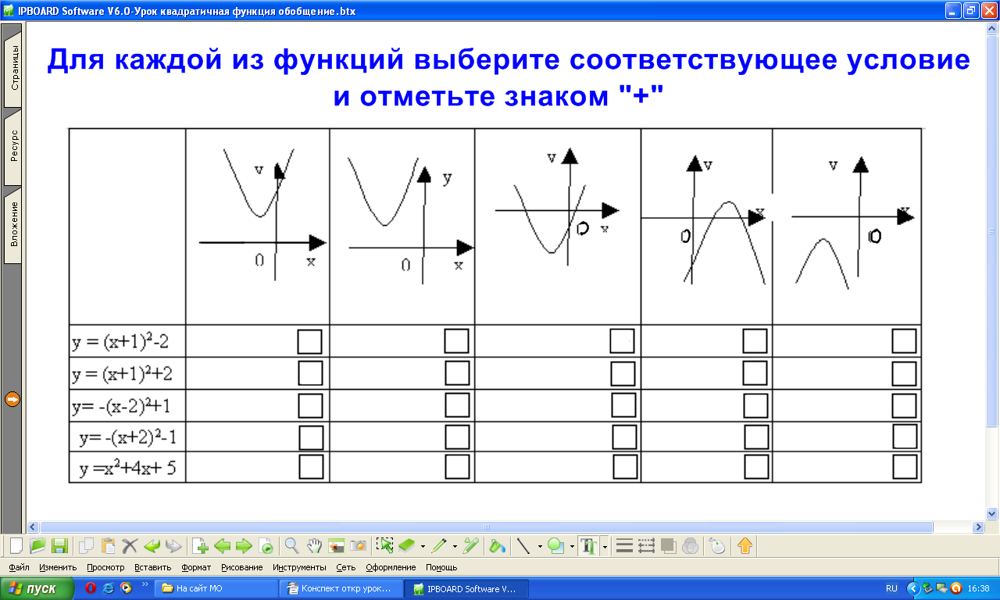 IPBOARD Software V6.0-Урок квадратичная функция обобщение.btx
Страницы
Ресурс
Вложение
Для каждой из функций выберите соответствующее условие
и отметьте знаком "+"
v
0
x
y
0
x
v
0
x
v
0
x
v
0
x
y = (x+1)²-2
y = (x+1)²+2
y= -(x-2)²+1
y= -(x+2)²-1
y =x²+4x+ 5
Файл Изменить Просмотр Вставить Формат Рисование Инструменты Сеть Оформление Помощь
пуск На сайт МО Конспект откр урок... IPBOARD Software V... RU 16:38